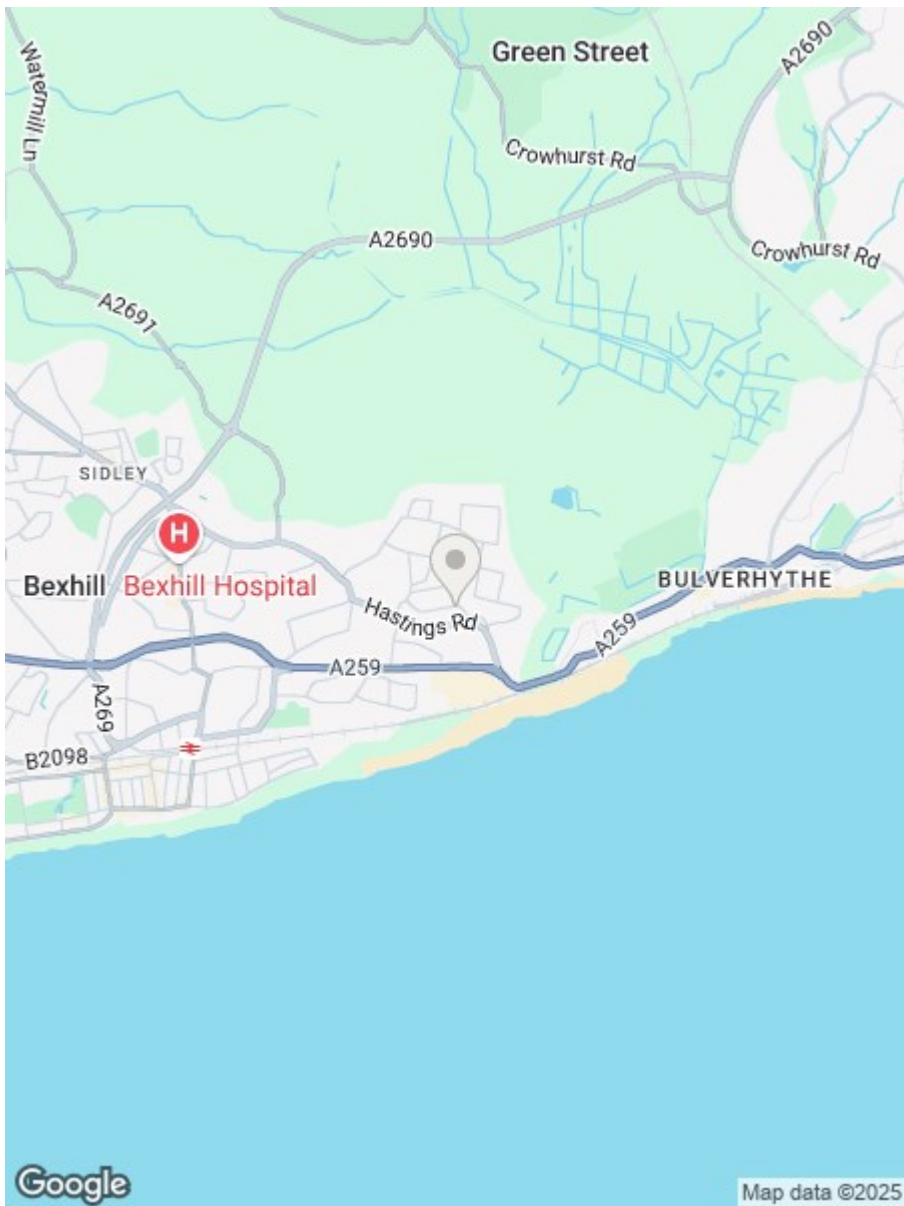 Green Street
A2690
Watermill Ln
Crowhurst Rd
A2690
Crowhurst Rd
A2691
SIDLEY
H
Bexhill
Bexhill Hospital
BULVERHYTHE
Hastings Rd
A259
A259
A269
B2098
Google
Map data ©2025